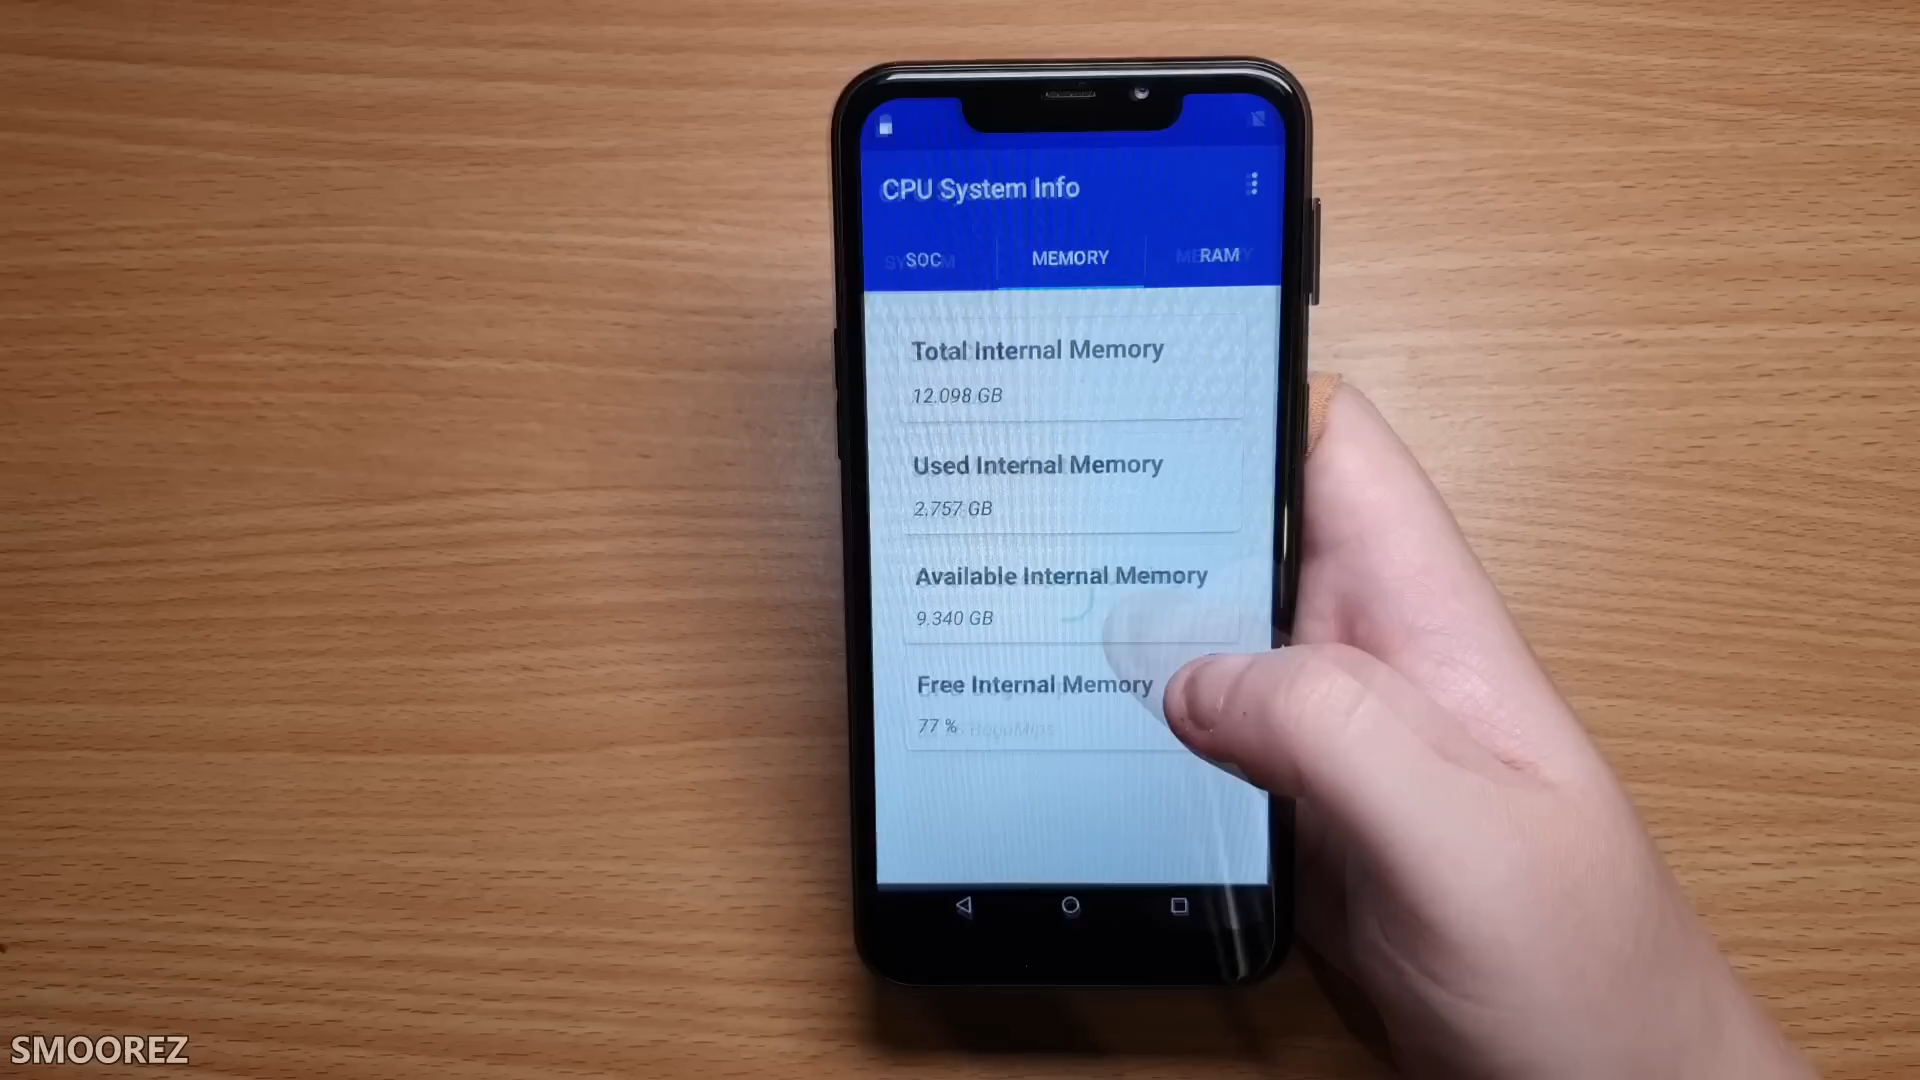 CPU System Info
SOC MEMORY RAM
Total Internal Memory
12.098 GB
Used Internal Memory
2,757 GB
Available Internal Memory
9.340 GB
Free Internal Memory
77 %
BogoMips
SMOOREZ